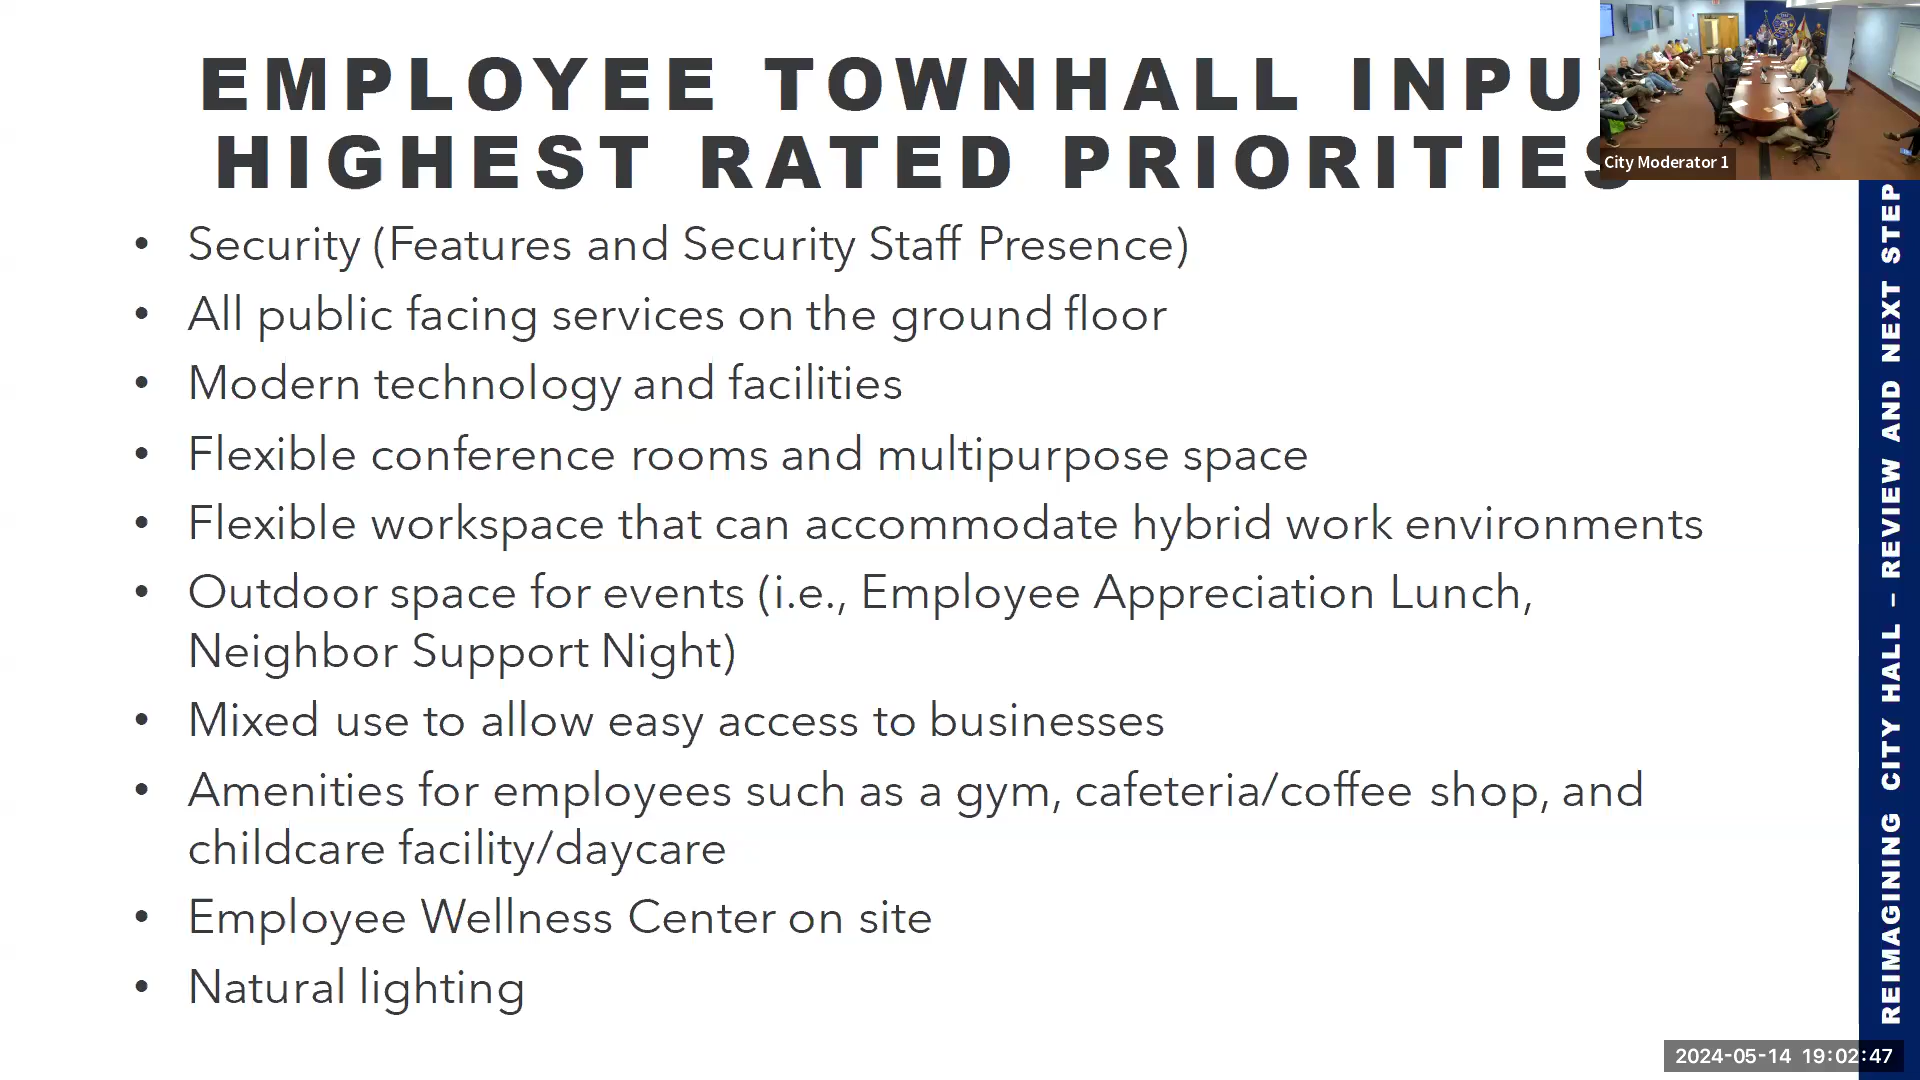 EMPLOYEE TOWNHALL INPU
HIGHEST RATED PRIORITIES
City Moderator 1
• Security (Features and Security Staff Presence)
• All public facing services on the ground floor
• Modern technology and facilities
• Flexible conference rooms and multipurpose space
• Flexible workspace that can accommodate hybrid work environments
• Outdoor space for events (i.e., Employee Appreciation Lunch,
Neighbor Support Night)
• Mixed use to allow easy access to businesses
• Amenities for employees such as a gym, cafeteria/coffee shop, and
childcare facility/daycare
• Employee Wellness Center on site
• Natural lighting
REIMAGINING CITY HALL – REVIEW AND NEXT STEP
2024-05-14 19:02:47